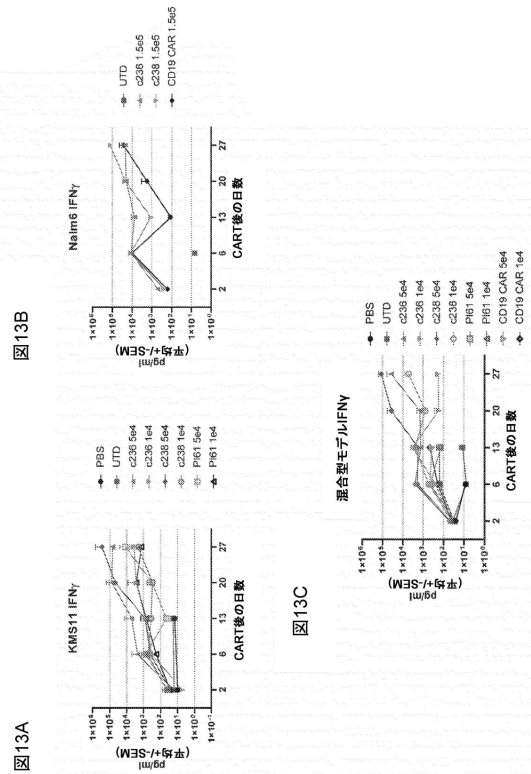 図13A
KMS11 IFNγ
pg/ml
(平均+/-SEM)
1×10⁶
1×10⁵
1×10⁴
1×10³
1×10²
1×10¹
1×10⁰
1×10⁻¹
2 6 13 20 27
CART後の日数
PBS
UTD
c236 5e4
c236 1e4
c238 5e4
c238 1e4
PI61 5e4
PI61 1e4
図13B
Nalm6 IFNγ
pg/ml
(平均+/-SEM)
1×10⁵
1×10⁴
1×10³
1×10²
1×10¹
1×10⁰
2 6 13 20 27
CART後の日数
UTD
c236 1.5e5
c238 1.5e5
CD19 CAR 1.5e5
図13C
混合型モデルIFNγ
pg/ml
(平均+/-SEM)
1×10⁶
1×10⁵
1×10⁴
1×10³
1×10²
1×10¹
1×10⁰
2 6 13 20 27
CART後の日数
PBS
UTD
c236 5e4
c236 1e4
c238 5e4
c238 1e4
PI61 5e4
PI61 1e4
CD19 CAR 5e4
CD19 CAR 1e4